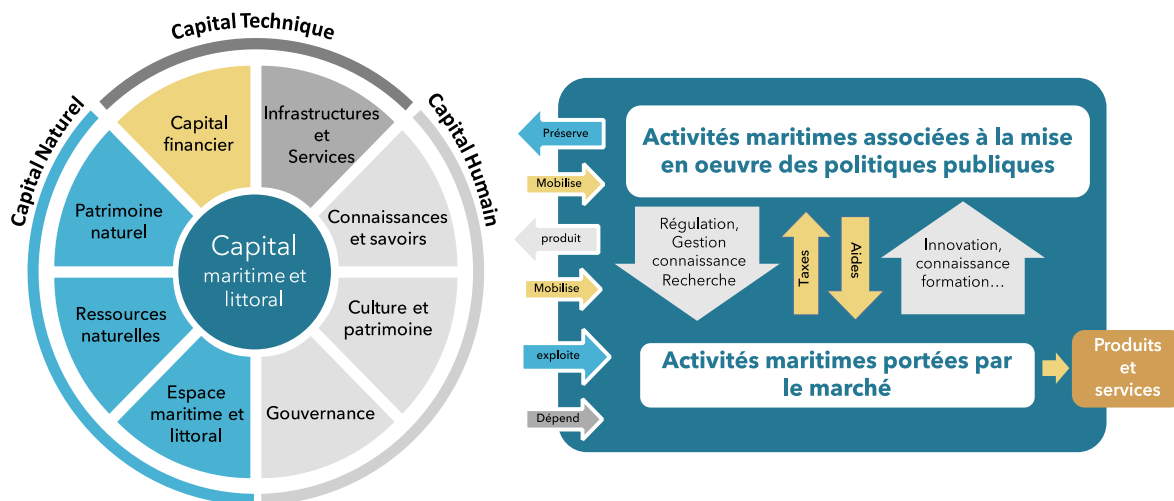 Capital Technique
Capital Naturel
Capital Humain
Capital
financier
Infrastructures
et
Services
Patrimoine
naturel
Connaissances
et savoirs
Capital
maritime et
littoral
Ressources
naturelles
Culture et
patrimoine
Espace
maritime et
littoral
Gouvernance
Préserve
Mobilise
produit
Mobilise
exploite
Dépend
Activités maritimes associées à la mise
en oeuvre des politiques publiques
Régulation,
Gestion
connaissance
Recherche
Taxes
Aides
Innovation,
connaissance
formation…
Activités maritimes portées par
le marché
Produits
et
services